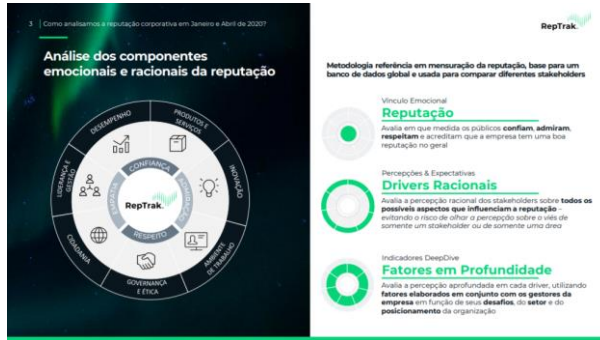 3 | Como analisamos a reputação corporativa em Janeiro e Abril de 2020?
Análise dos componentes
emocionais e racionais da reputação
DESEMPENHO
PRODUTOS E
SERVIÇOS
INOVAÇÃO
AMBIENTE
DE TRABALHO
GOVERNANÇA
E ÉTICA
CIDADANIA
LIDERANÇA E
GESTÃO
CONFIANÇA
ADMIRAÇÃO
RESPEITO
EMPATIA
RepTrak
RepTrak
Metodologia referência em mensuração da reputação, base para um
banco de dados global e usada para comparar diferentes stakeholders
Vínculo Emocional
Reputação
Avalia em que medida os públicos confiam, admiram,
respeitam e acreditam que a empresa tem uma boa
reputação no geral
Percepções & Expectativas
Drivers Racionais
Avalia a percepção racional dos stakeholders sobre todos os
possíveis aspectos que influenciam a reputação –
evitando o risco de olhar a percepção sobre o viés de
somente um stakeholder ou de somente uma área
Indicadores DeepDive
Fatores em Profundidade
Avalia a percepção aprofundada em cada driver, utilizando
fatores elaborados em conjunto com os gestores da
empresa em função de seus desafios, do setor e do
posicionamento da organização